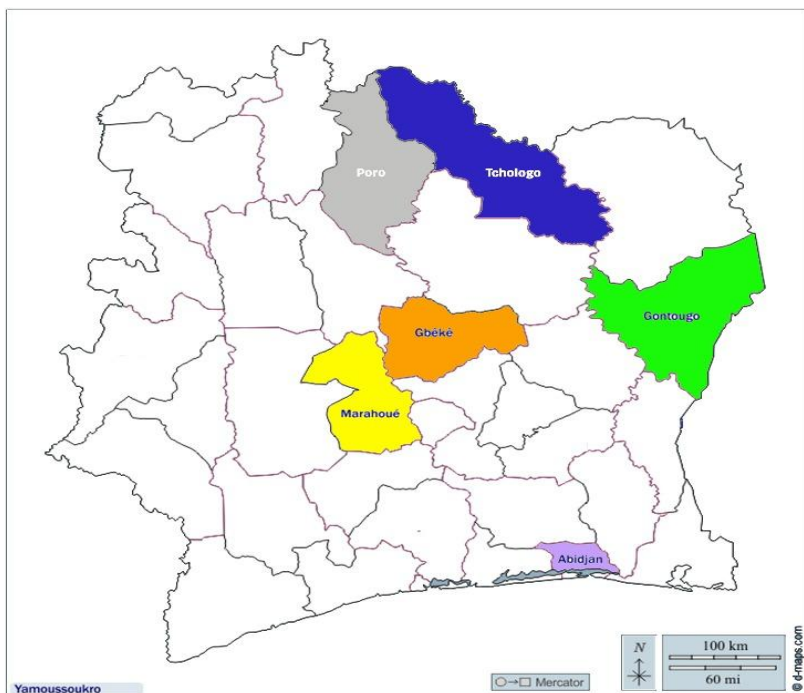 Poro
Tchologo
Gontougo
Gbêkê
Marahoué
Abidjan
N
100 km
60 mi
Mercator
Yamoussoukro
© d-maps.com